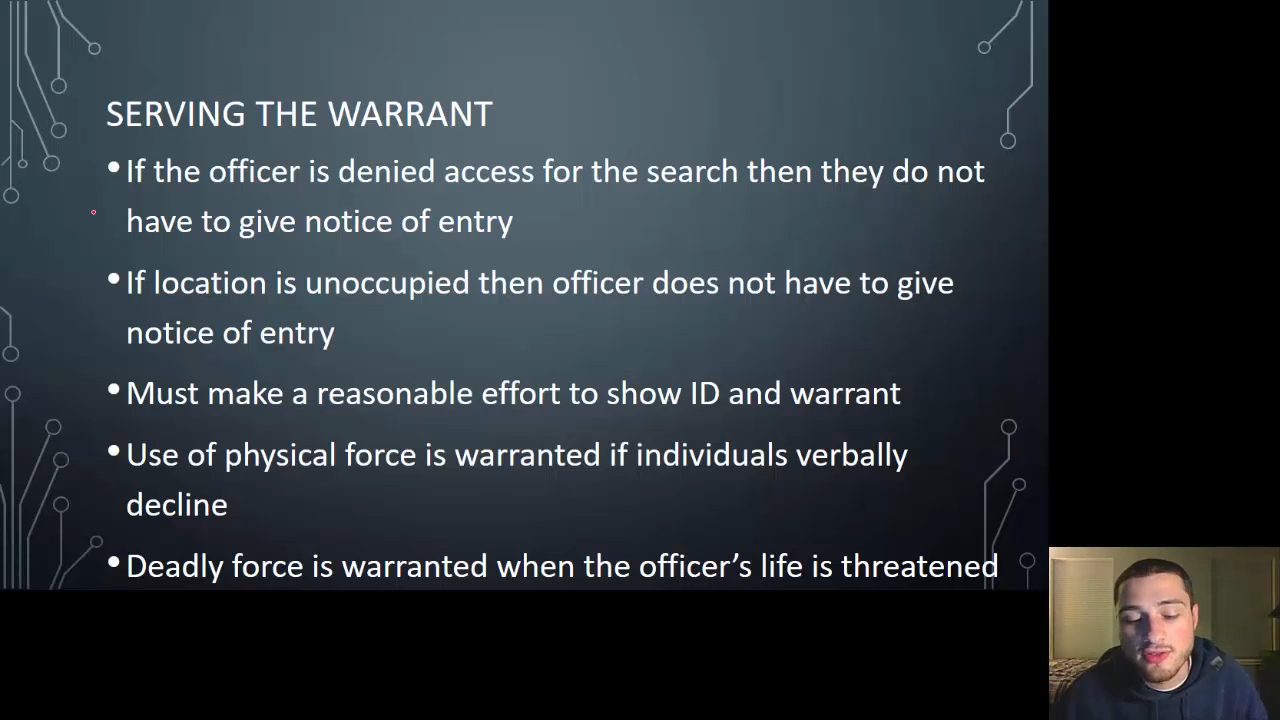 SERVING THE WARRANT
•If the officer is denied access for the search then they do not
have to give notice of entry
•If location is unoccupied then officer does not have to give
notice of entry
•Must make a reasonable effort to show ID and warrant
•Use of physical force is warranted if individuals verbally
decline
•Deadly force is warranted when the officer’s life is threatened